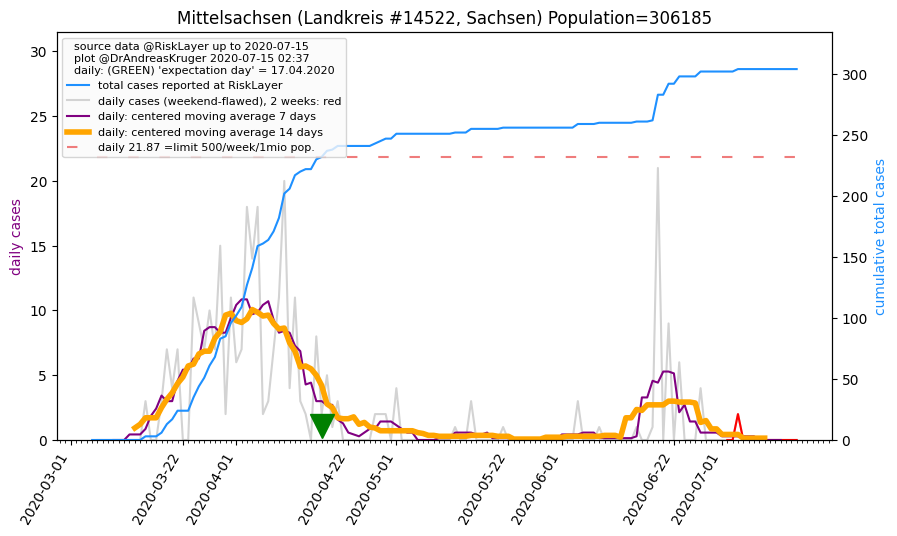 Mittelsachsen (Landkreis #14522, Sachsen) Population=306185
source data @RiskLayer up to 2020-07-15
plot @DrAndreasKruger 2020-07-15 02:37
daily: (GREEN) 'expectation day' = 17.04.2020
total cases reported at RiskLayer
daily cases (weekend-flawed), 2 weeks: red
daily: centered moving average 7 days
daily: centered moving average 14 days
daily 21.87 =limit 500/week/1mio pop.
daily cases
30
25
20
15
10
5
0
cumulative total cases
300
250
200
150
100
50
0
2020-03-01
2020-03-22
2020-04-01
2020-04-22
2020-05-01
2020-05-22
2020-06-01
2020-06-22
2020-07-01